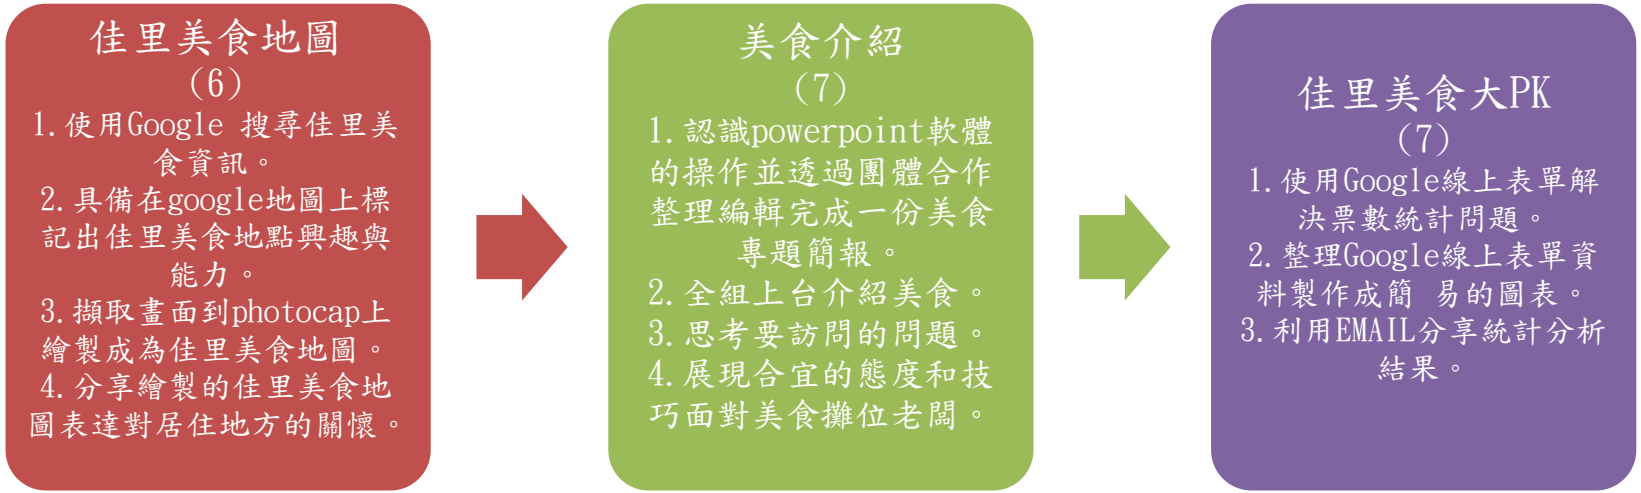 佳里美食地圖
(6)
1.使用Google 搜尋佳里美
食資訊。
2.具備在google地圖上標
記出佳里美食地點興趣與
能力。
3.擷取畫面到photocap上
繪製成為佳里美食地圖。
4.分享繪製的佳里美食地
圖表達對居住地方的關懷。
美食介紹
(7)
1.認識powerpoint軟體
的操作並透過團體合作
整理編輯完成一份美食
專題簡報。
2.全組上台介紹美食。
3.思考要訪問的問題。
4.展現合宜的態度和技
巧面對美食攤位老闆。
佳里美食大PK
(7)
1.使用Google線上表單解
決票數統計問題。
2.整理Google線上表單資
料製作成簡 易的圖表。
3.利用EMAIL分享統計分析
結果。